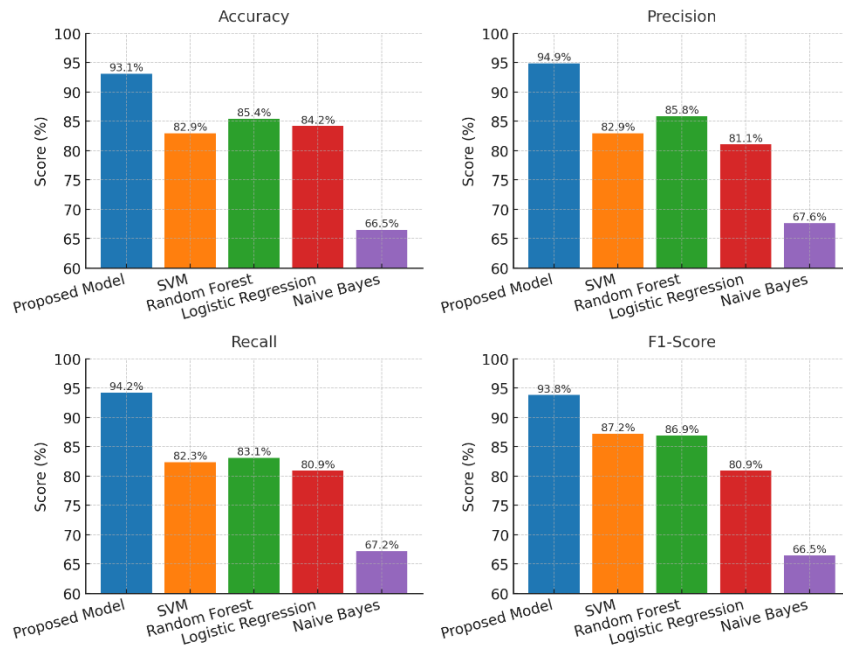 Accuracy
Score (%)
100
95
90
85
80
75
70
65
60
93.1%
82.9%
85.4%
84.2%
66.5%
Proposed Model
SVM
Random Forest
Logistic Regression
Naive Bayes
Precision
Score (%)
100
95
90
85
80
75
70
65
60
94.9%
82.9%
85.8%
81.1%
67.6%
Proposed Model
SVM
Random Forest
Logistic Regression
Naive Bayes
Recall
Score (%)
100
95
90
85
80
75
70
65
60
94.2%
82.3%
83.1%
80.9%
67.2%
Proposed Model
SVM
Random Forest
Logistic Regression
Naive Bayes
F1-Score
Score (%)
100
95
90
85
80
75
70
65
60
93.8%
87.2%
86.9%
80.9%
66.5%
Proposed Model
SVM
Random Forest
Logistic Regression
Naive Bayes